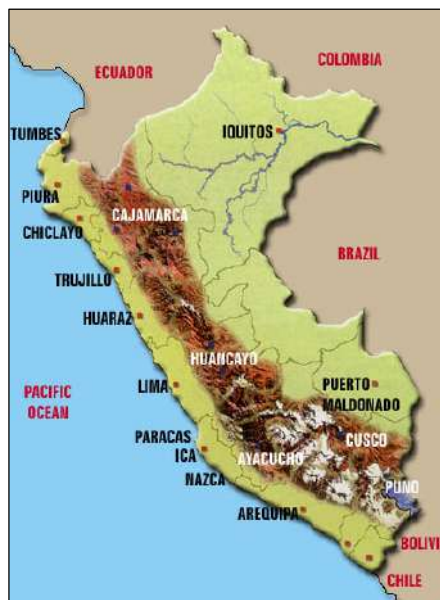 ECUADOR
COLOMBIA
TUMBES
IQUITOS
PIURA
CAJAMARCA
CHICLAYO
BRAZIL
TRUJILLO
HUARAZ
HUANCAYO
PACIFIC
OCEAN
LIMA
PUERTO
MALDONADO
PARACAS
ICA
CUSCO
AYACUCHO
NAZCA
PUNO
AREQUIPA
BOLIVI
CHILE